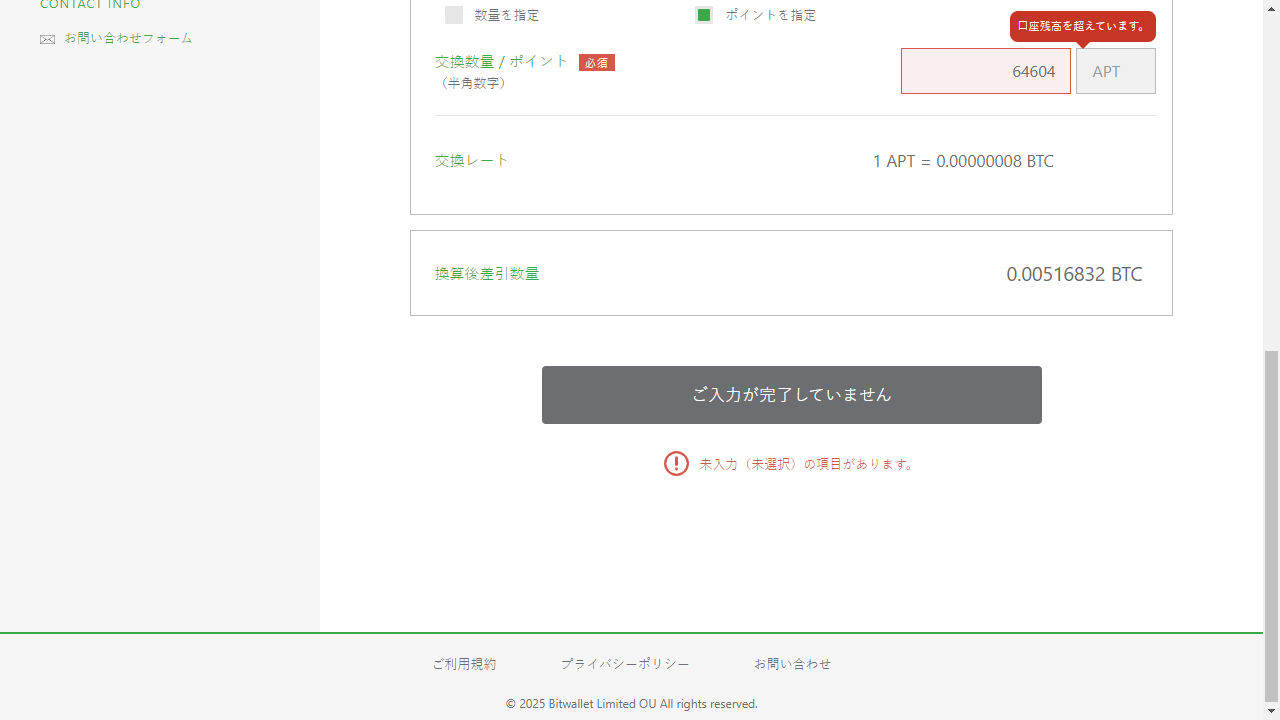 CONTACT INFO
お問い合わせフォーム
数量を指定
ポイントを指定
口座残高を超えています。
交換数量 / ポイント 必須
（半角数字）
64604 APT
交換レート
1 APT = 0.00000008 BTC
換算後差引数量
0.00516832 BTC
ご入力が完了していません
未入力（未選択）の項目があります。
ご利用規約
プライバシーポリシー
お問い合わせ
© 2025 Bitwallet Limited OU All rights reserved.